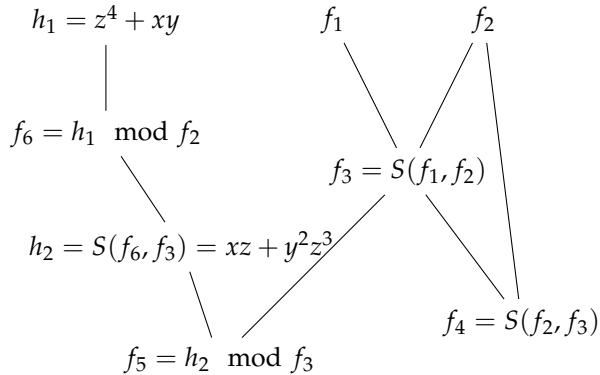 h₁ = z⁴ + xy
f₁
f₂
f₆ = h₁ mod f₂
f₃ = S(f₁, f₂)
h₂ = S(f₆, f₃) = xz + y²z³
f₄ = S(f₂, f₃)
f₅ = h₂ mod f₃